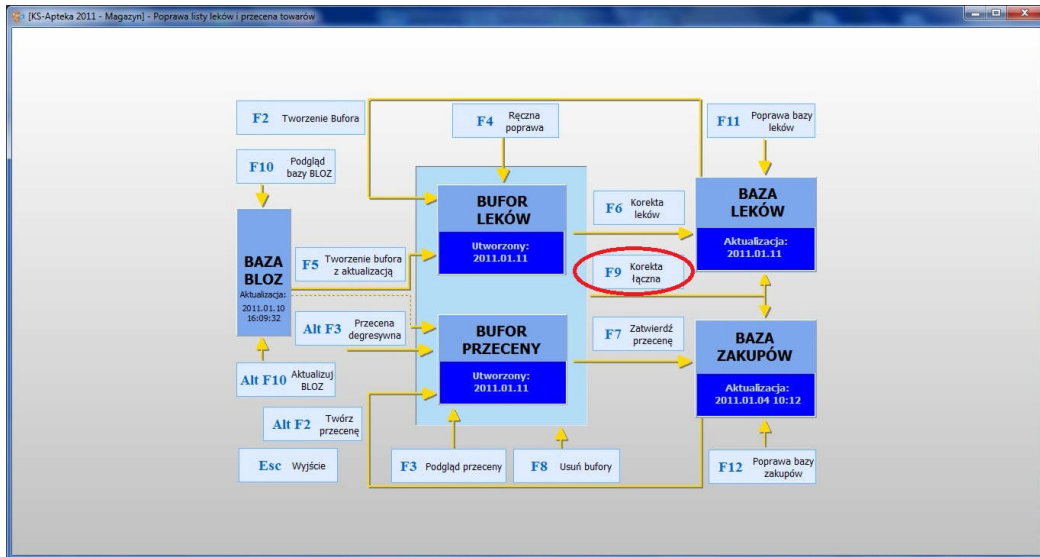 [KS-Apteka 2011 - Magazyn] - Poprawa listy leków i przecena towarów
F2 Tworzenie Bufora
F4 Ręczna
poprawa
F11 Poprawa bazy
leków
F10 Podgląd
bazy BLOZ
BUFOR
LEKÓW
Utworzony:
2011.01.11
F6 Korekta
leków
BAZA
LEKÓW
Aktualizacja:
2011.01.11
BAZA
BLOZ
Aktualizacja:
2011.01.10
16:09:32
F5 Tworzenie bufora
z aktualizacją
F9 Korekta
łączna
Alt F3 Przecena
degresywna
BUFOR
PRZECENY
Utworzony:
2011.01.11
F7 Zatwierdź
przecenę
BAZA
ZAKUPÓW
Aktualizacja:
2011.01.04 10:12
Alt F10 Aktualizuj
BLOZ
Alt F2 Twórz
przecenę
Esc Wyjście
F3 Podgląd przeceny
F8 Usuń bufory
F12 Poprawa bazy
zakupów